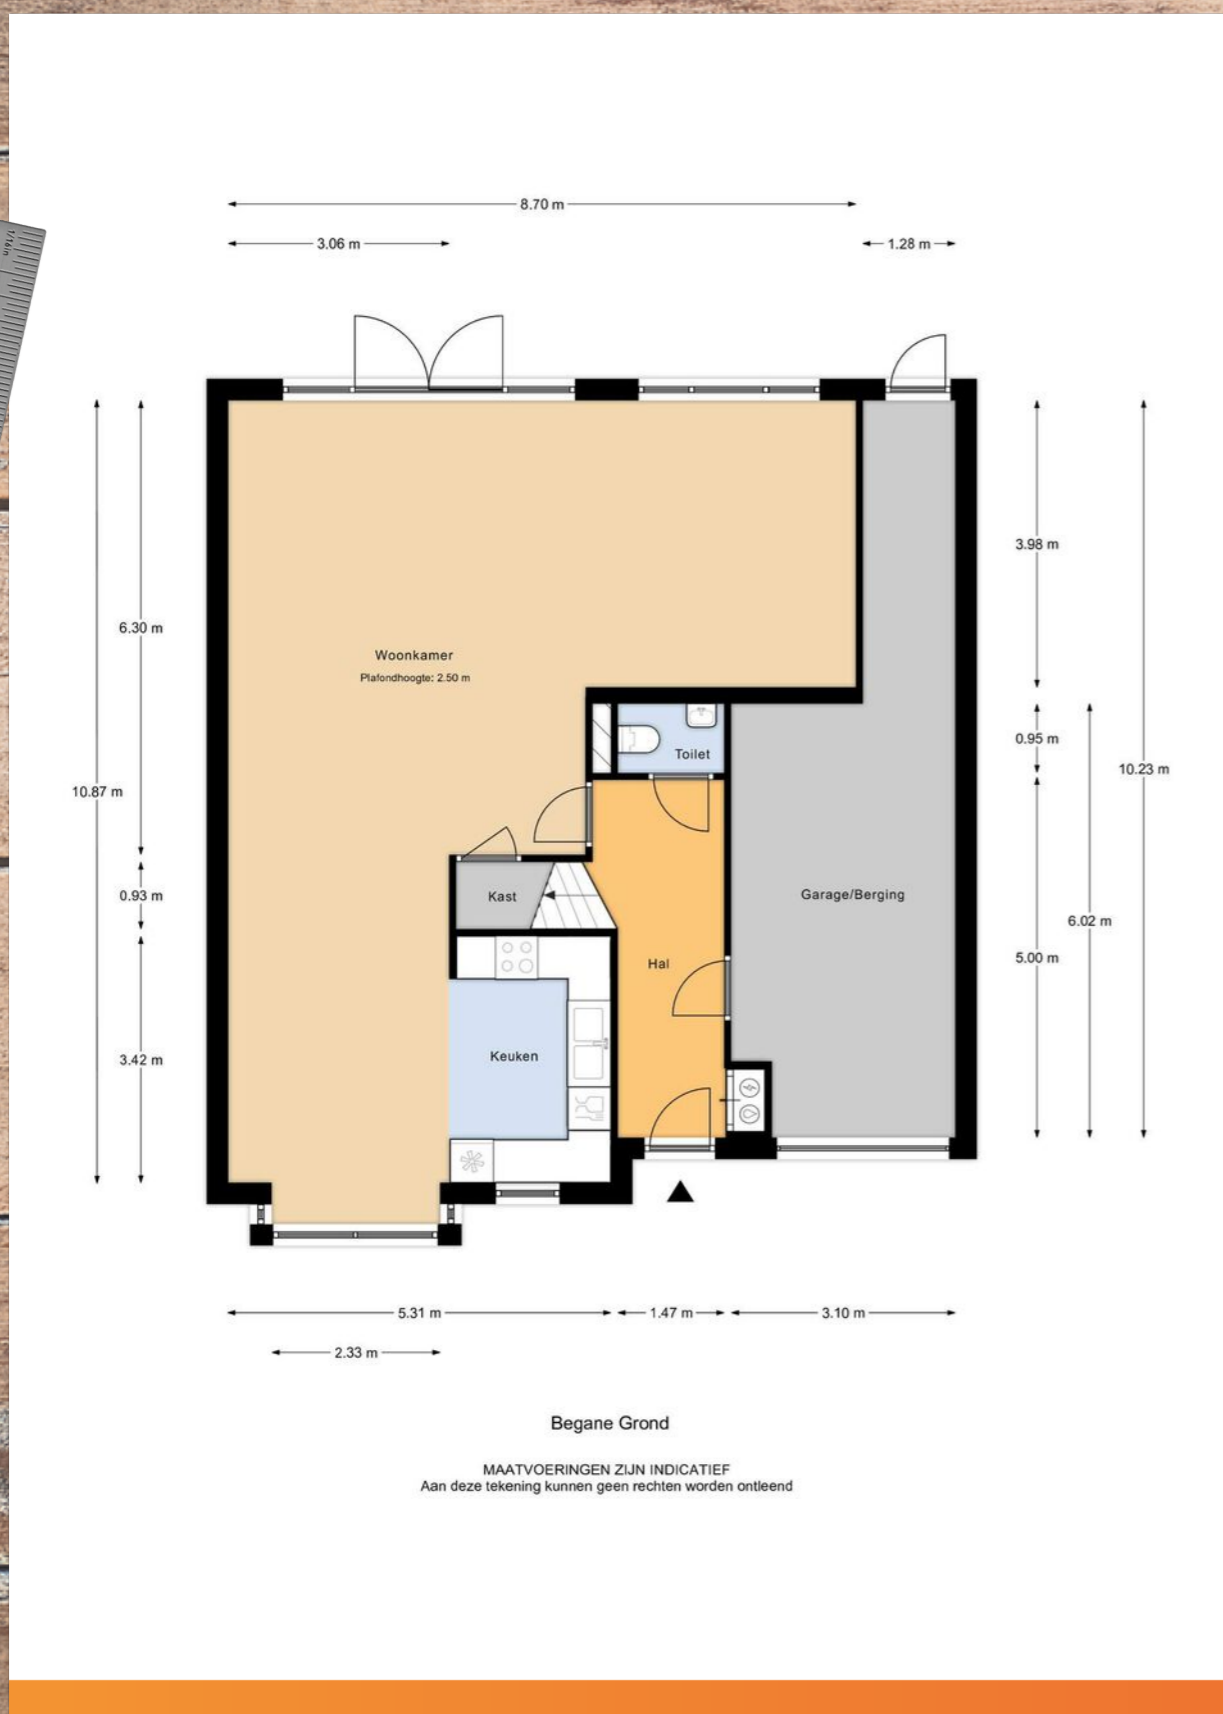 8.70 m
3.06 m
1.28 m
1/16in
3.98 m
6.30 m
Woonkamer
Plafondhoogte: 2.50 m
0.95 m
Toilet
10.23 m
10.87 m
0.93 m
Kast
Garage/Berging
6.02 m
5.00 m
Hal
3.42 m
Keuken
5.31 m
1.47 m
3.10 m
2.33 m
Begane Grond
MAATVOERINGEN ZIJN INDICATIEF
Aan deze tekening kunnen geen rechten worden ontleend